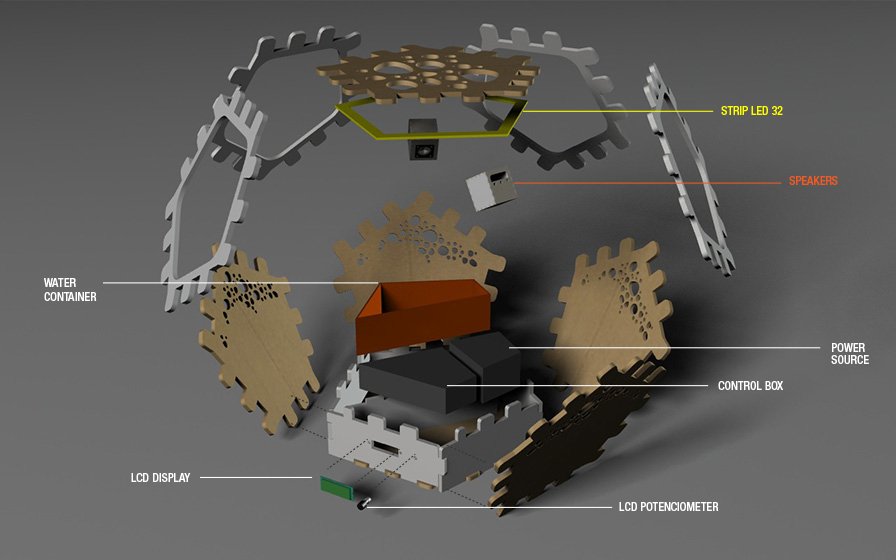 STRIP LED 32
SPEAKERS
WATER
CONTAINER
POWER
SOURCE
CONTROL BOX
LCD DISPLAY
LCD POTENCIOMETER